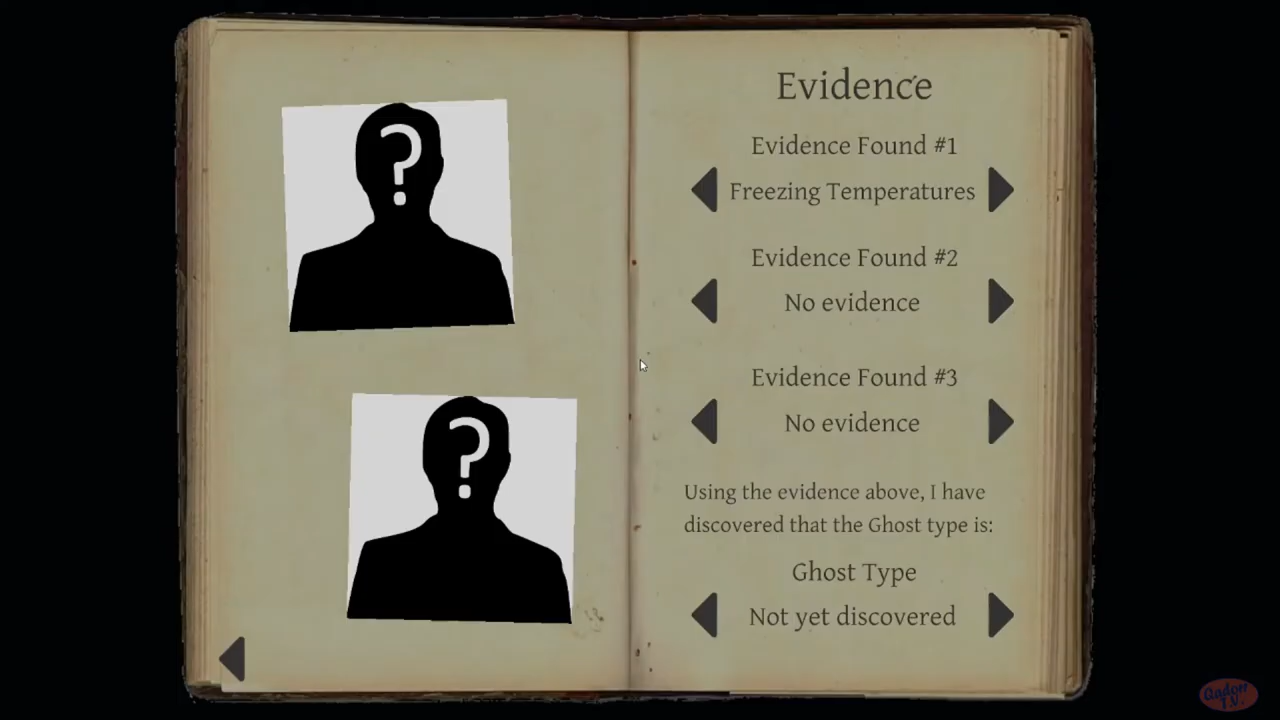 ?
?
Evidence
Evidence Found #1
Freezing Temperatures
Evidence Found #2
No evidence
Evidence Found #3
No evidence
Using the evidence above, I have
discovered that the Ghost type is:
Ghost Type
Not yet discovered
T.V.